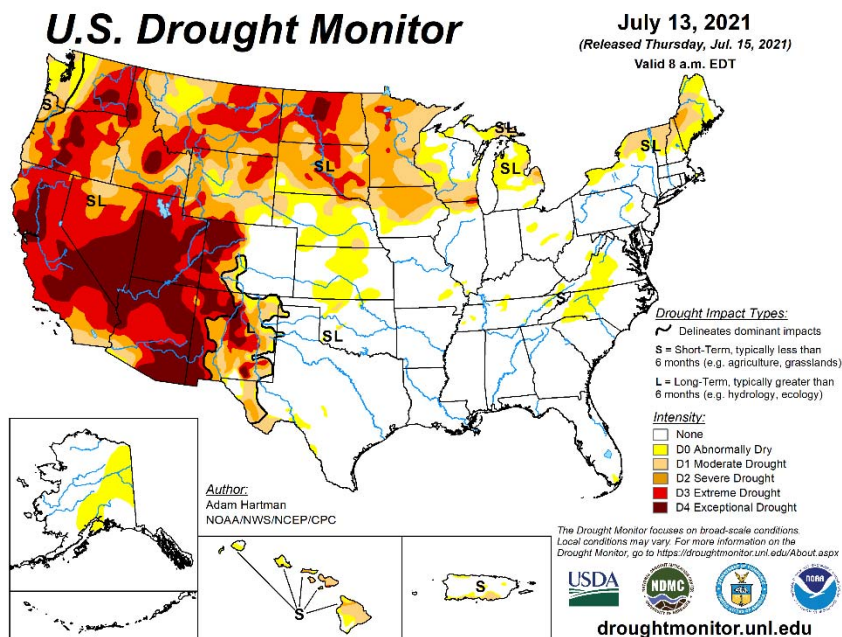 U.S. Drought Monitor
July 13, 2021
(Released Thursday, Jul. 15, 2021)
Valid 8 a.m. EDT
S
SL
SL
SL
SL
SL
S
L
SL
Drought Impact Types:
Delineates dominant impacts
S = Short-Term, typically less than
6 months (e.g. agriculture, grasslands)
L = Long-Term, typically greater than
6 months (e.g. hydrology, ecology)
Intensity:
None
D0 Abnormally Dry
D1 Moderate Drought
D2 Severe Drought
D3 Extreme Drought
D4 Exceptional Drought
Author:
Adam Hartman
NOAA/NWS/NCEP/CPC
S
S
The Drought Monitor focuses on broad-scale conditions.
Local conditions may vary. For more information on the
Drought Monitor, go to https://droughtmonitor.unl.edu/About.aspx
USDA
NDMC
NOAA
droughtmonitor.unl.edu